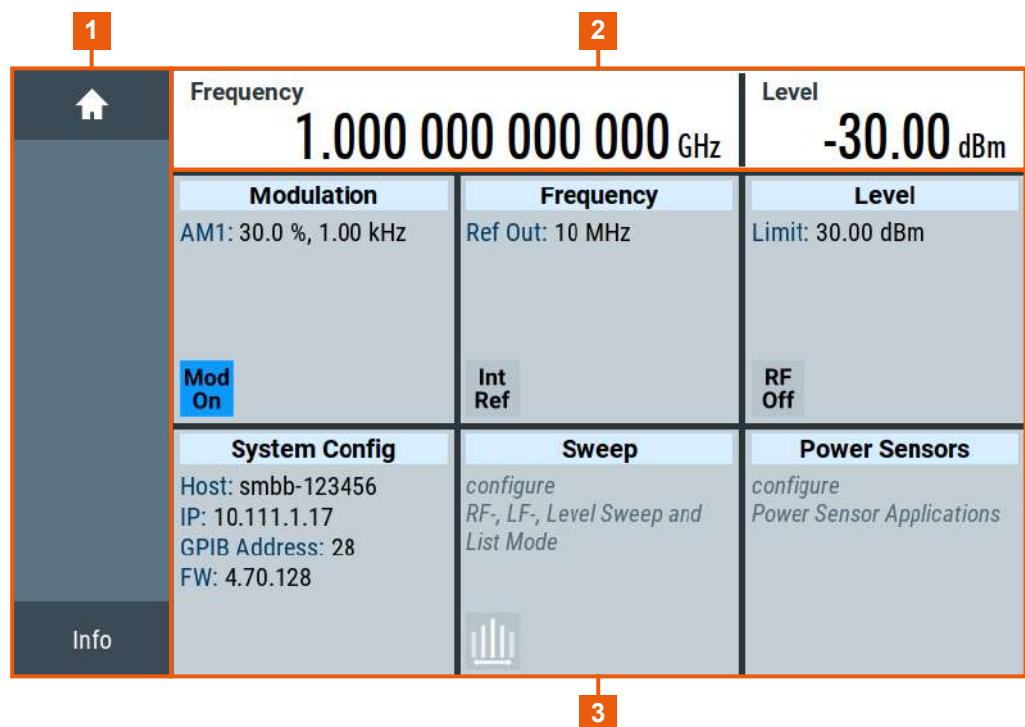 1
2
Frequency
1.000 000 000 000 GHz
Level
-30.00 dBm
Modulation
AM1: 30.0 %, 1.00 kHz
Mod
On
Frequency
Ref Out: 10 MHz
Int
Ref
Level
Limit: 30.00 dBm
RF
Off
System Config
Host: smbb-123456
IP: 10.111.1.17
GPIB Address: 28
FW: 4.70.128
Sweep
configure
RF-, LF-, Level Sweep and
List Mode
Power Sensors
configure
Power Sensor Applications
Info
3